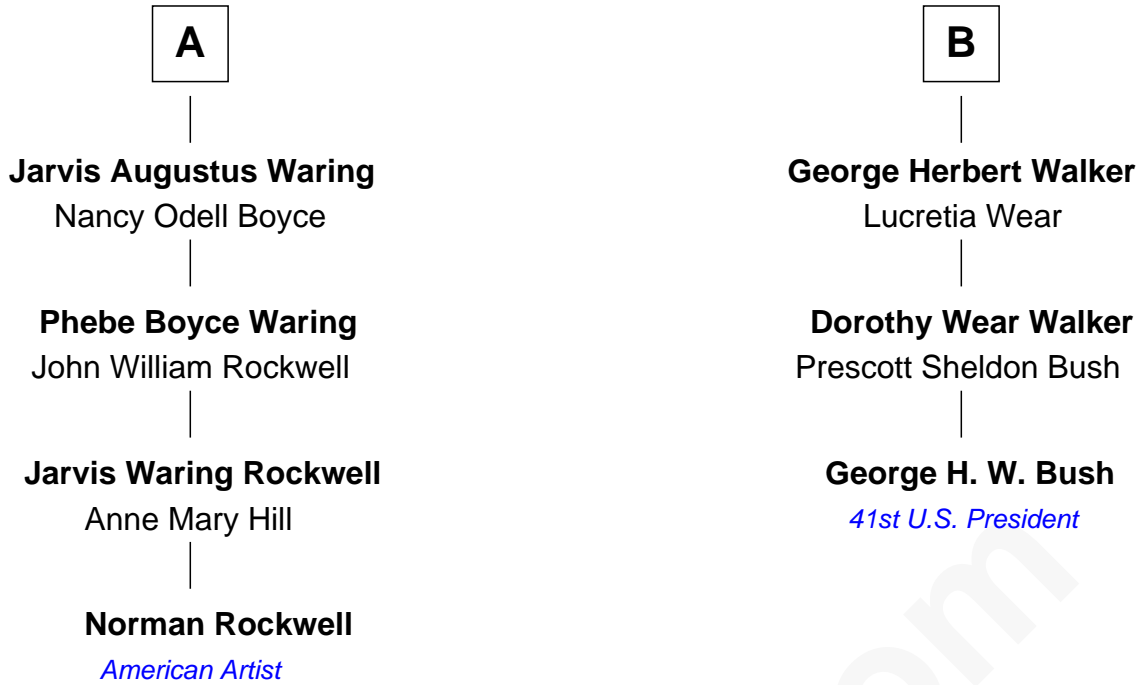 A
Jarvis Augustus Waring
Nancy Odell Boyce
Phebe Boyce Waring
John William Rockwell
Jarvis Waring Rockwell
Anne Mary Hill
Norman Rockwell
American Artist
B
George Herbert Walker
Lucretia Wear
Dorothy Wear Walker
Prescott Sheldon Bush
George H. W. Bush
41st U.S. President
om